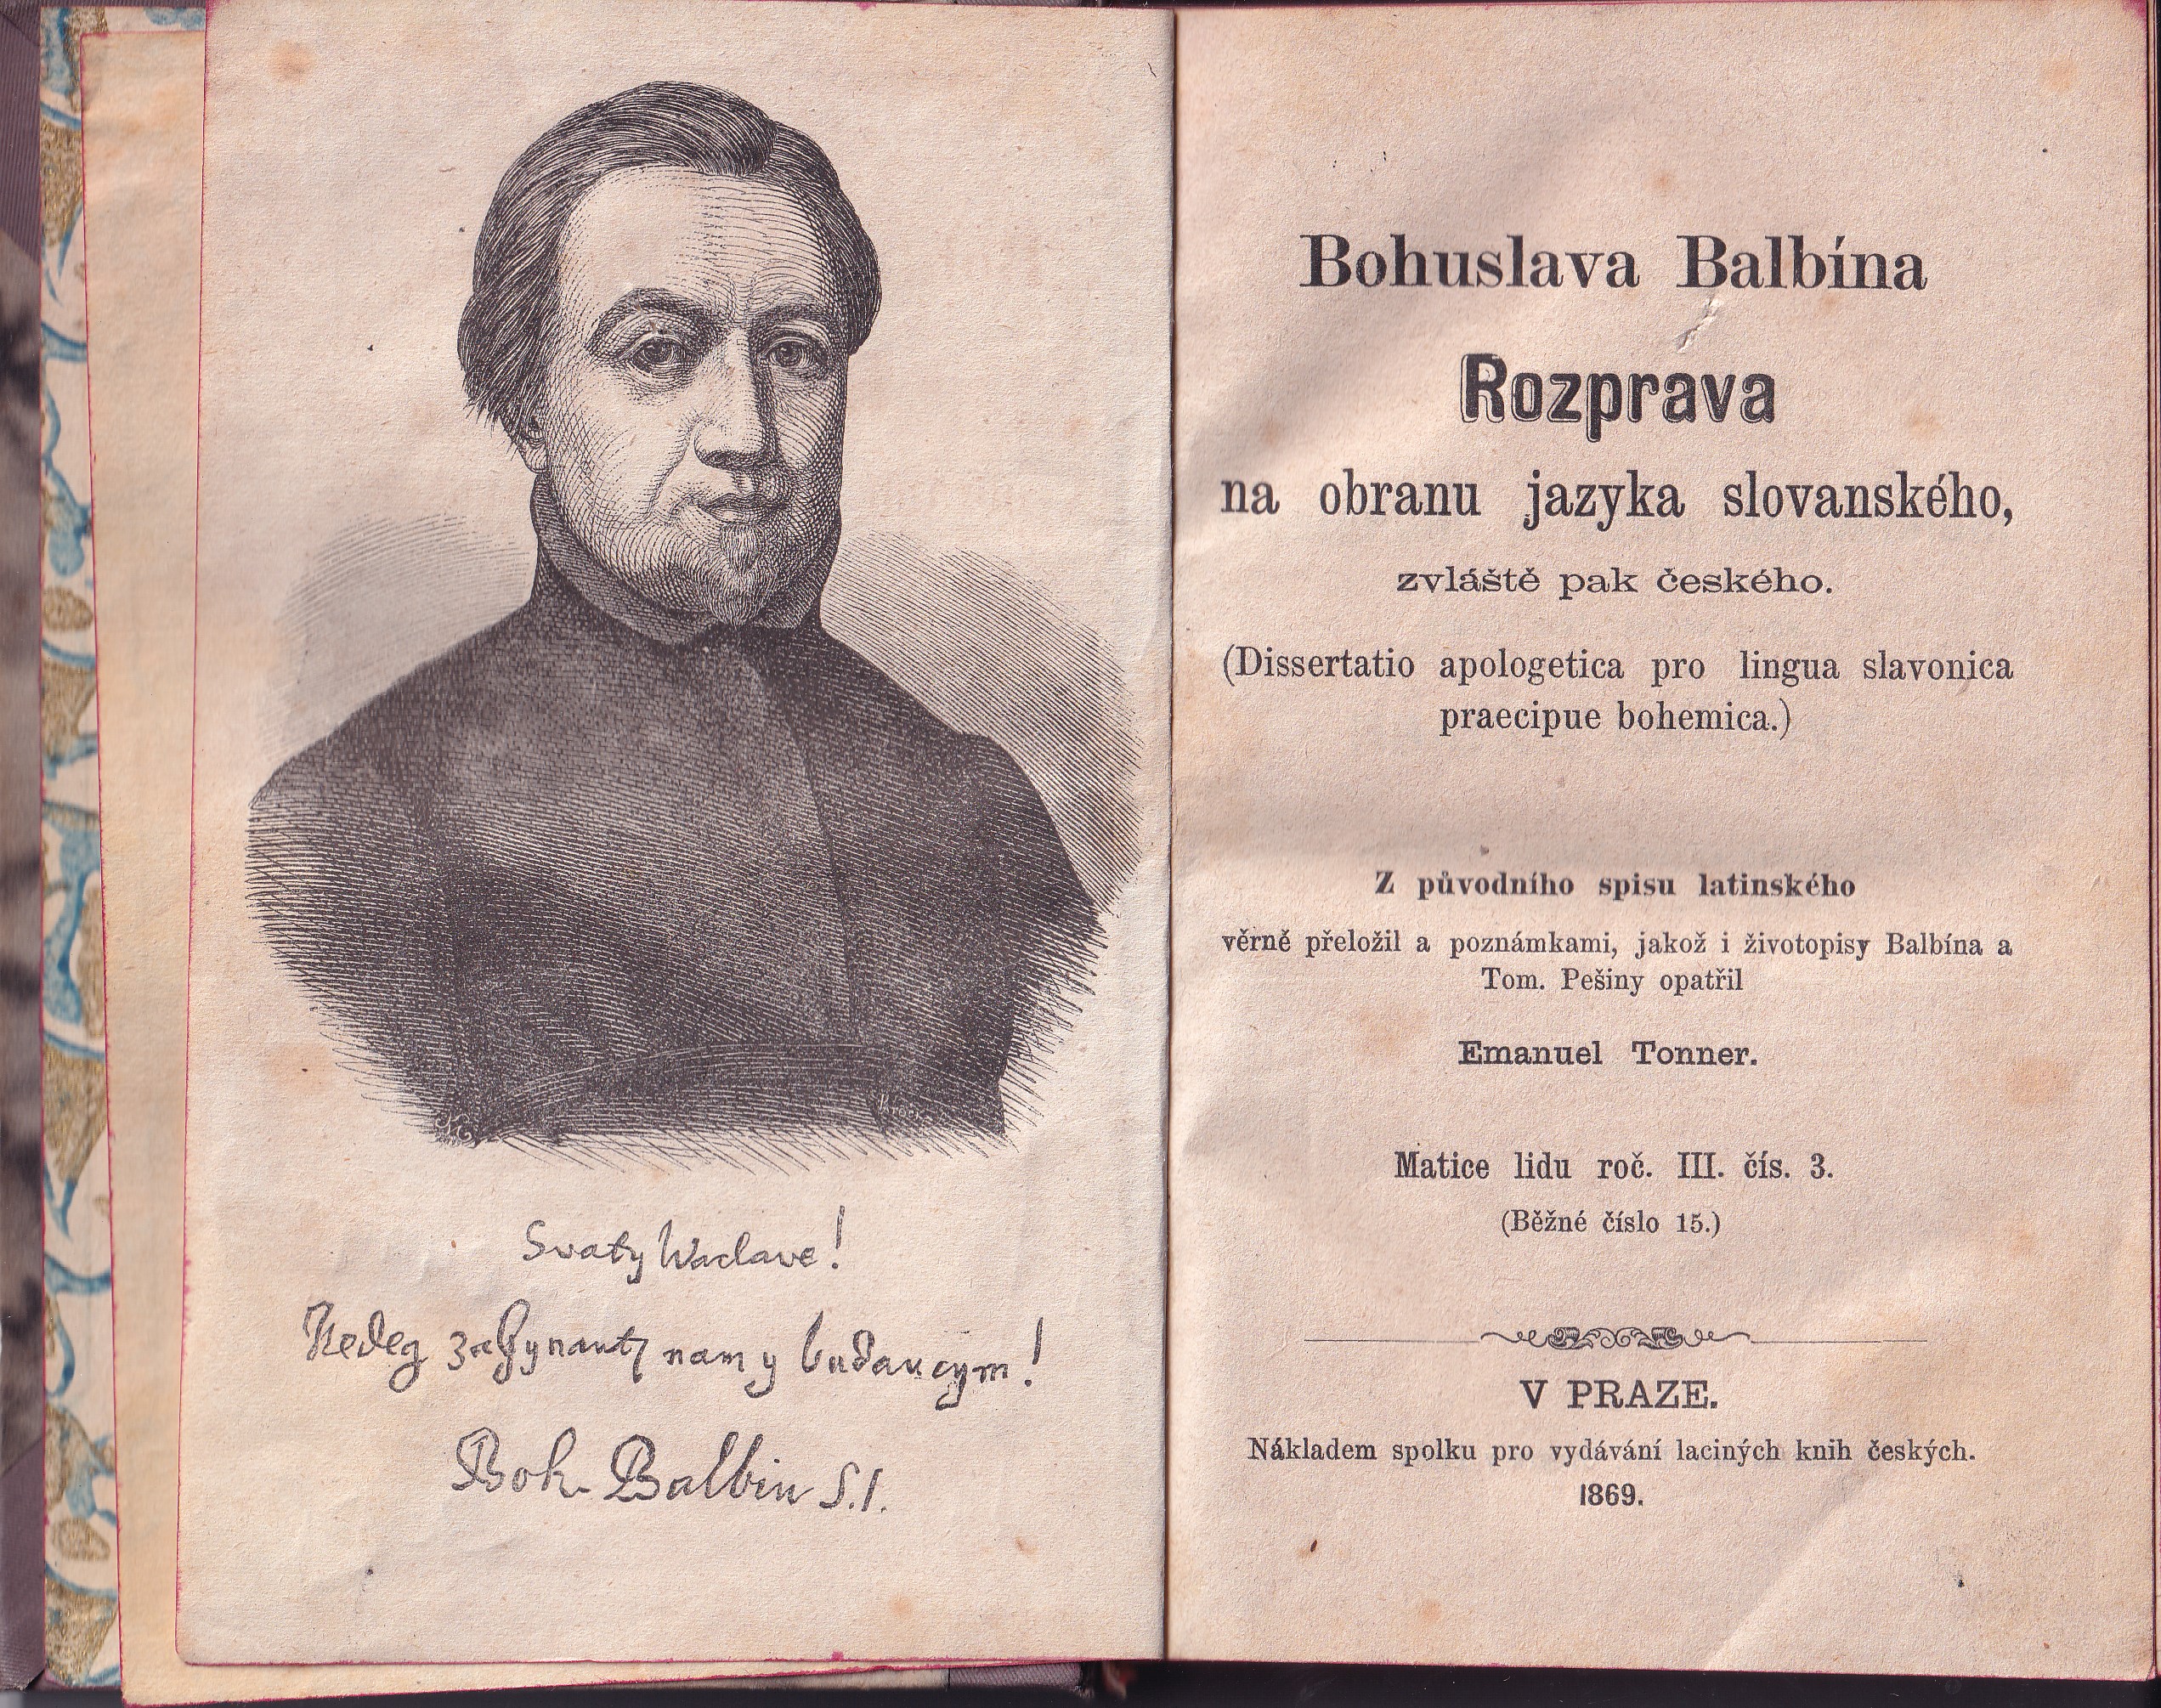 Svaty Waclave!
Nedeg zahynauti nam y budaucym!
Boh. Balbin S.I.
Bohuslava Balbína
Rozprava
na obranu jazyka slovanského,
zvláště pak českého.
(Dissertatio apologetica pro lingua slavonica
praecipue bohemica.)
Z původního spisu latinského
věrně přeložil a poznámkami, jakož i životopisy Balbína a
Tom. Pešiny opatřil
Emanuel Tonner.
Matice lidu roč. III. čís. 3.
(Běžné číslo 15.)
V PRAZE.
Nákladem spolku pro vydávání laciných knih českých.
1869.